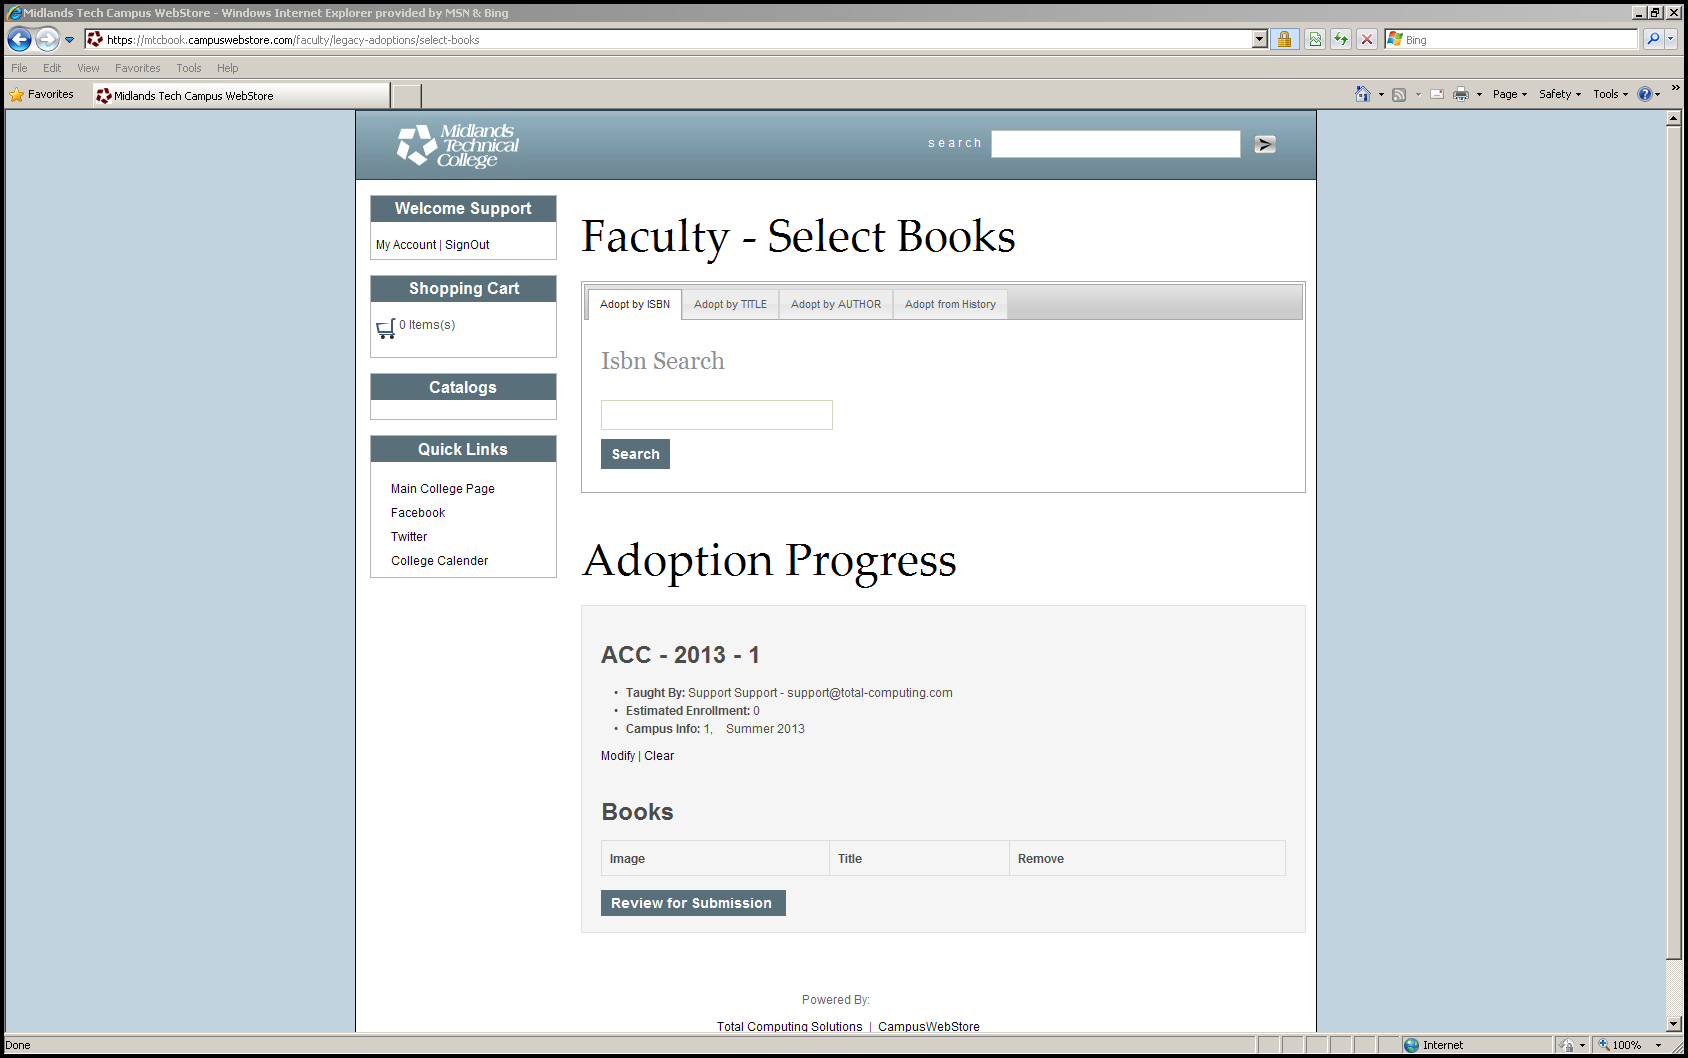 Midlands Tech Campus WebStore - Windows Internet Explorer provided by MSN & Bing
https://mtcbook.campuswebstore.com/faculty/legacy-adoptions/select-books
Bing
File Edit View Favorites Tools Help
Favorites
Midlands Tech Campus WebStore
Page Safety Tools
Midlands
Technical
College
search
Welcome Support
My Account | SignOut
Shopping Cart
0 Items(s)
Catalogs
Quick Links
Main College Page
Facebook
Twitter
College Calender
Faculty - Select Books
Adopt by ISBN Adopt by TITLE Adopt by AUTHOR Adopt from History
Isbn Search
Search
Adoption Progress
ACC - 2013 - 1
• Taught By: Support Support - support@total-computing.com
• Estimated Enrollment: 0
• Campus Info: 1, Summer 2013
Modify | Clear
Books
Image Title Remove
Review for Submission
Powered By:
Total Computing Solutions | CampusWebStore
Done Internet 100%